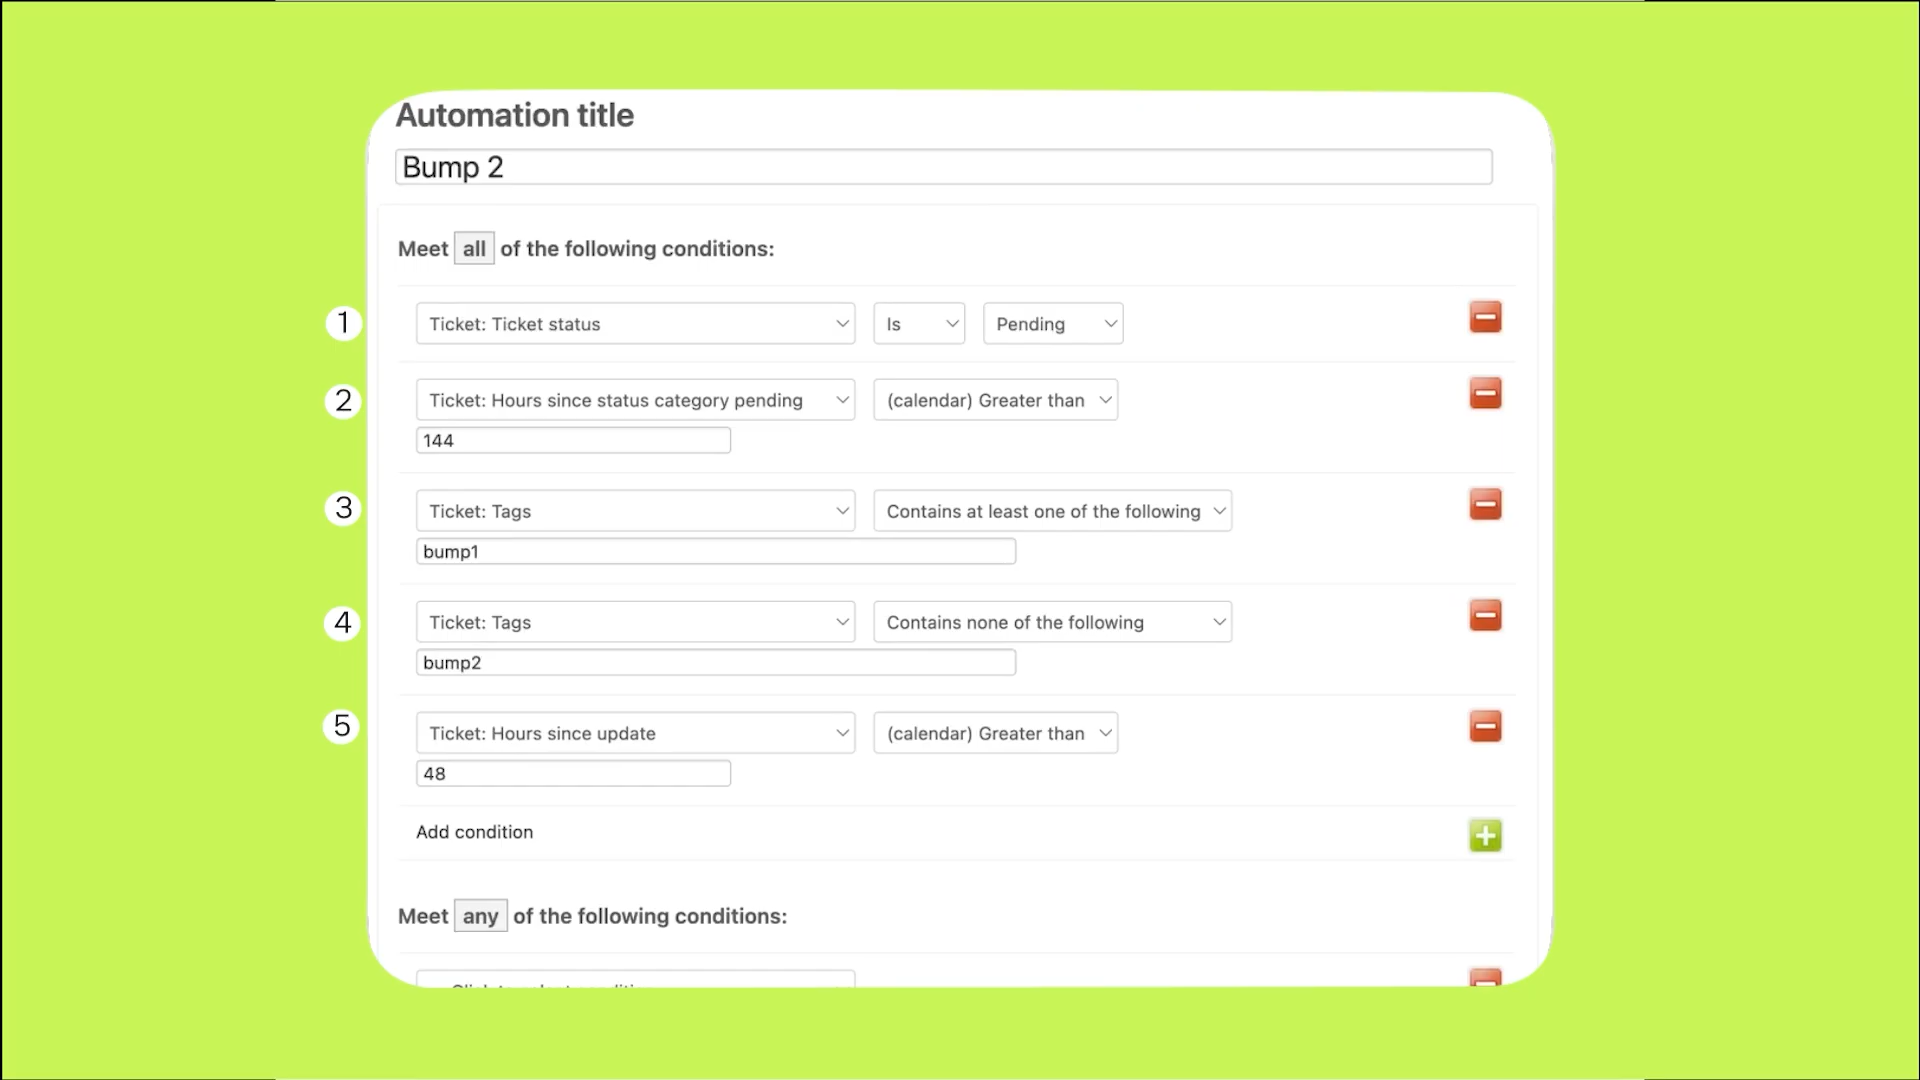 Automation title
Bump 2
Meet all of the following conditions:
1 Ticket: Ticket status Is Pending
2 Ticket: Hours since status category pending (calendar) Greater than
144
3 Ticket: Tags Contains at least one of the following
bump1
4 Ticket: Tags Contains none of the following
bump2
5 Ticket: Hours since update (calendar) Greater than
48
Add condition
Meet any of the following conditions: